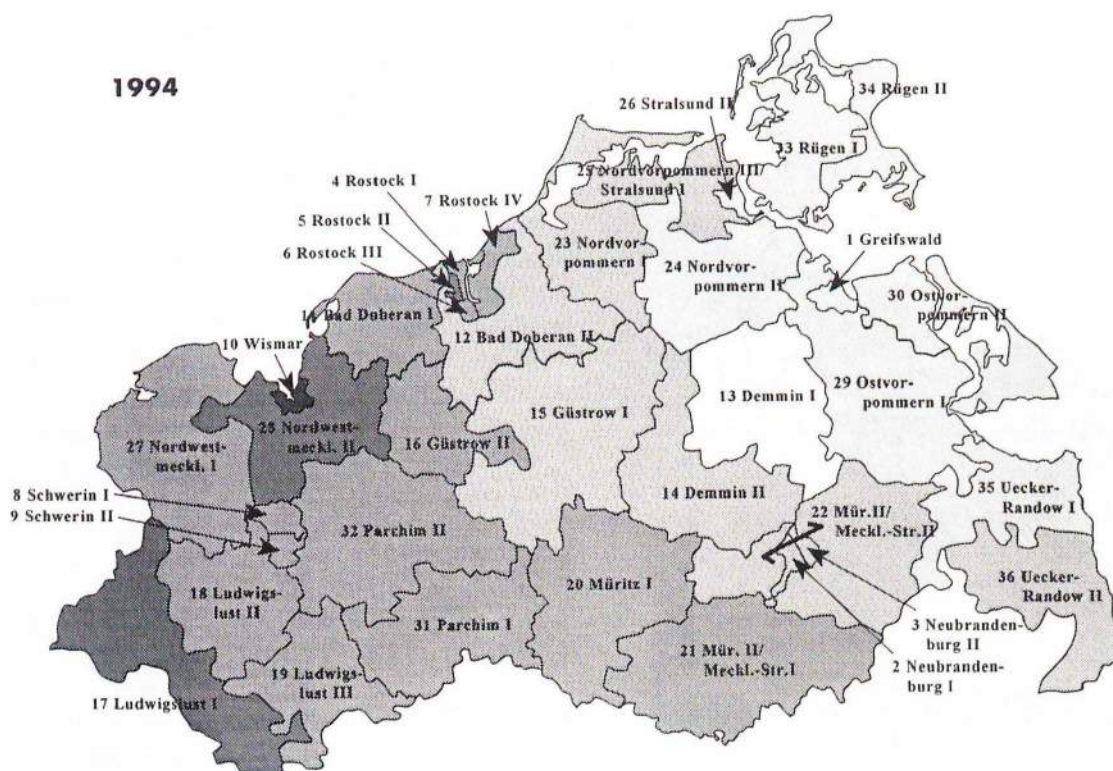 1994
34 Rügen II
26 Stralsund II
33 Rügen I
25 Nordvorpommern III/
Stralsund I
4 Rostock I
7 Rostock IV
5 Rostock II
6 Rostock III
23 Nordvor-
pommern I
24 Nordvor-
pommern II
1 Greifswald
30 Ostvor-
pommern II
11 Bad Doberan I
12 Bad Doberan II
10 Wismar
13 Demmin I
29 Ostvor-
pommern I
15 Güstrow I
28 Nordwest-
meckl. II
16 Güstrow II
27 Nordwest-
meckl. I
8 Schwerin I
9 Schwerin II
14 Demmin II
22 Mür.II/
Meckl.-Str.II
35 Uecker-
Randow I
32 Parchim II
20 Müritz I
36 Uecker-
Randow II
18 Ludwigs-
lust II
31 Parchim I
3 Neubranden-
burg II
21 Mür. II/
Meckl.-Str.I
2 Neubranden-
burg I
19 Ludwigs-
lust III
17 Ludwigslust I